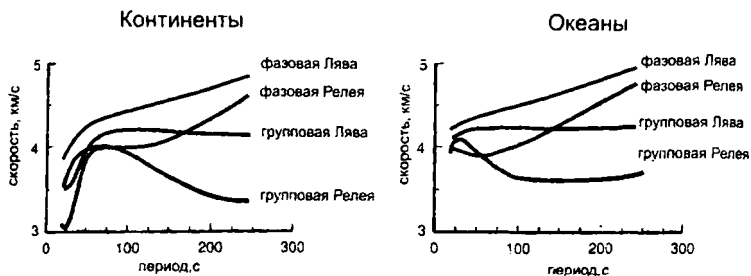 Континенты
фазовая Лява
фазовая Релея
групповая Лява
групповая Релея
скорость, км/с
5
4
3
0
100
200
300
период,с
Океаны
фазовая Лява
фазовая Релея
групповая Лява
групповая Релея
скорость, км/с
5
4
3
0
100
200
300
период,с